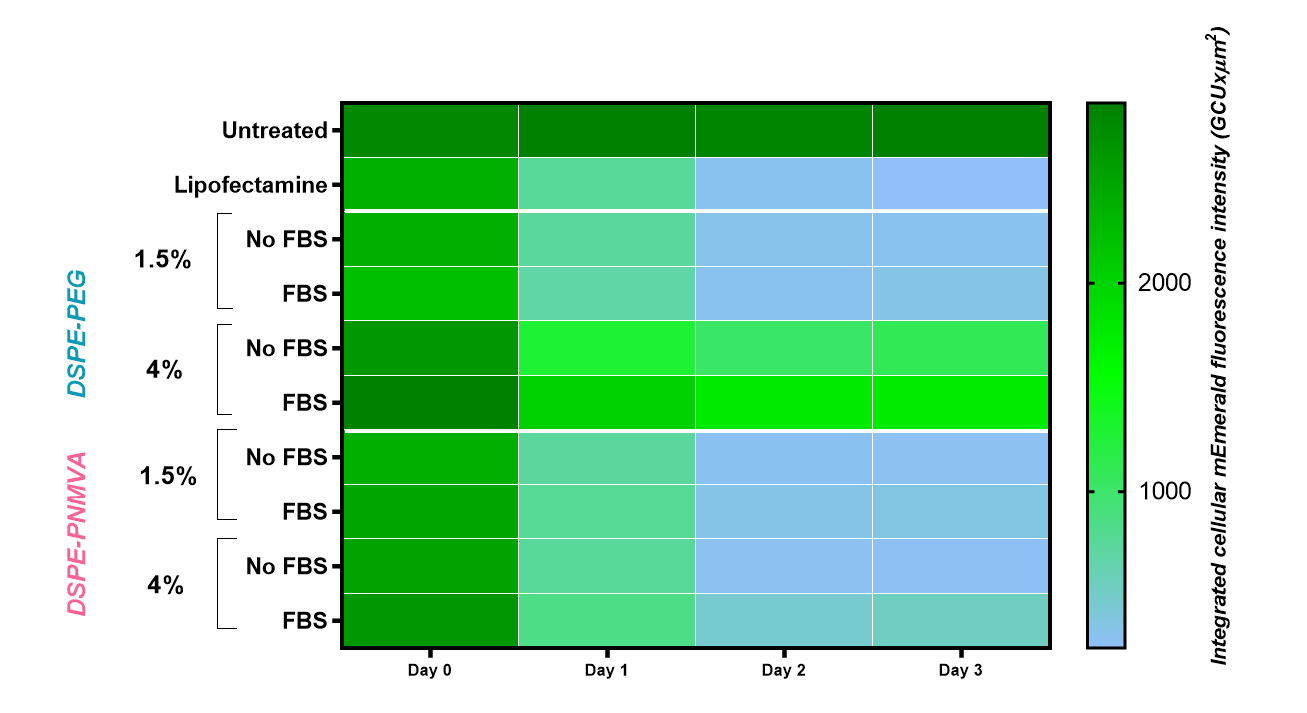 Untreated
Lipofectamine
DSPE-PEG
1.5%
No FBS
FBS
4%
No FBS
FBS
DSPE-PNMVA
1.5%
No FBS
FBS
4%
No FBS
FBS
Day 0
Day 1
Day 2
Day 3
2000
1000
Integrated cellular mEmerald fluorescence intensity (GCUxμm²)